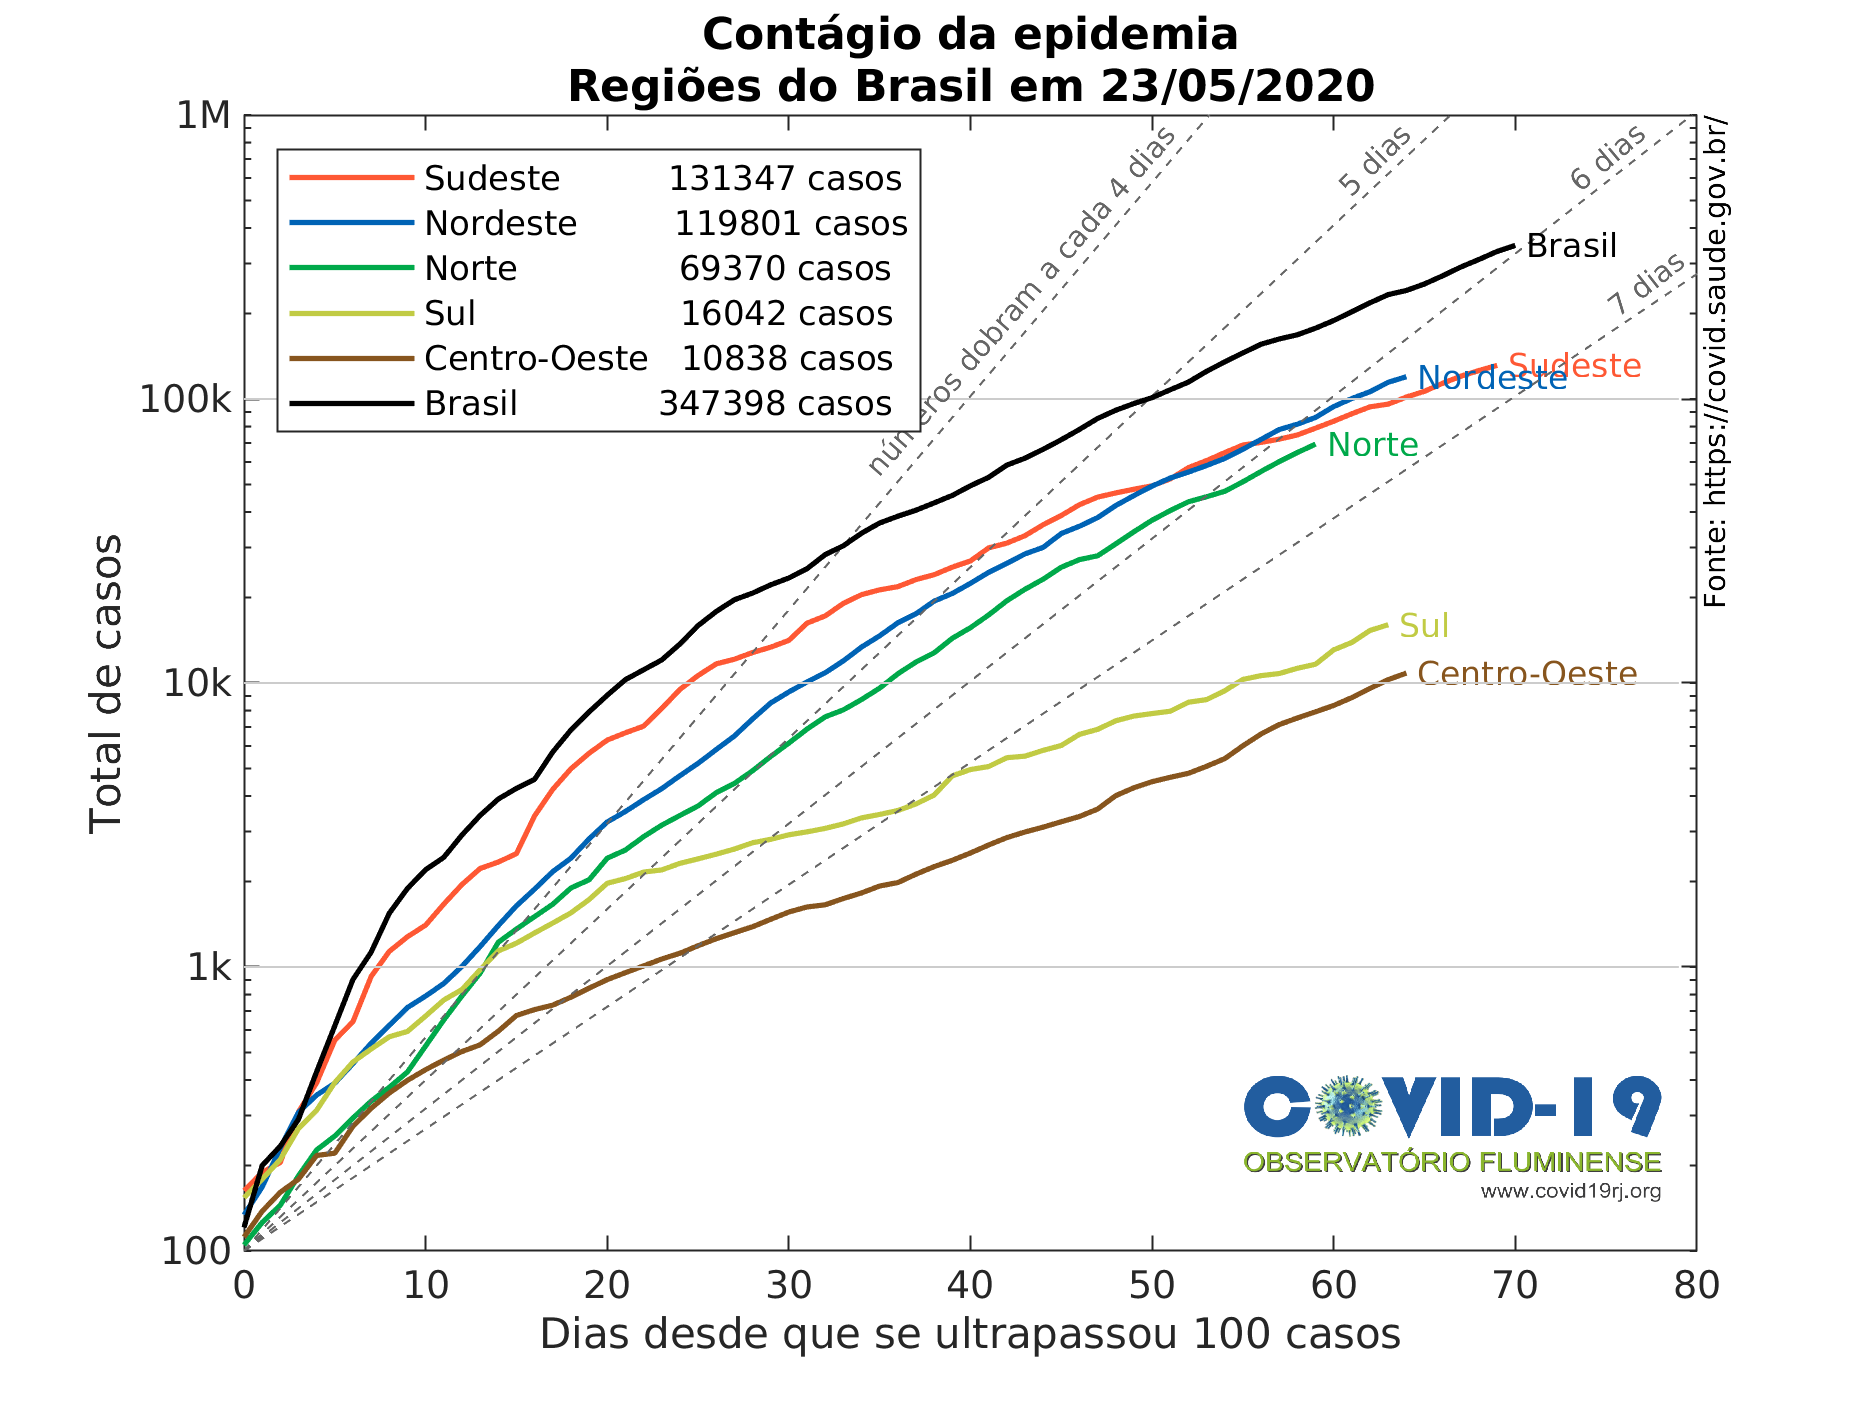 Contágio da epidemia
Regiões do Brasil em 23/05/2020
1M
100k
10k
1k
100
Total de casos
Sudeste 131347 casos
Nordeste 119801 casos
Norte 69370 casos
Sul 16042 casos
Centro-Oeste 10838 casos
Brasil 347398 casos
números dobram a cada 4 dias
5 dias
6 dias
7 dias
Brasil
Sudeste
Nordeste
Norte
Sul
Centro-Oeste
Fonte: https://covid.saude.gov.br/
COVID-19
OBSERVATÓRIO FLUMINENSE
www.covid19rj.org
0 10 20 30 40 50 60 70 80
Dias desde que se ultrapassou 100 casos